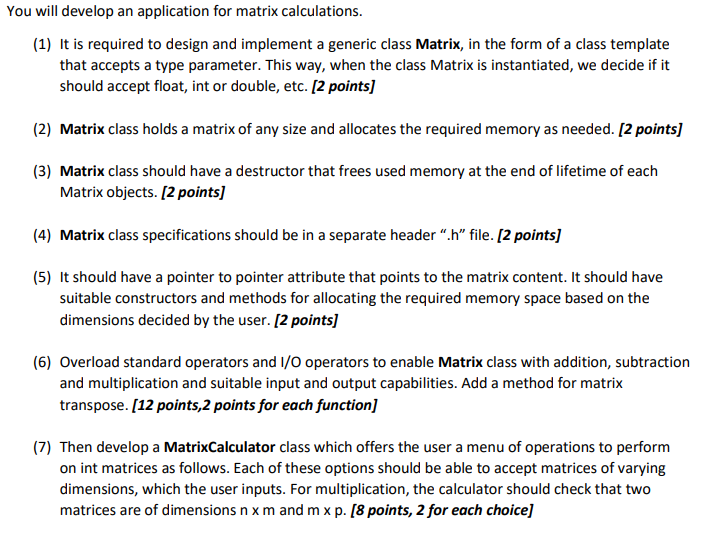 You will develop an application for matrix calculations.
(1) It is required to design and implement a generic class Matrix, in the form of a class template
that accepts a type parameter. This way, when the class Matrix is instantiated, we decide if it
should accept float, int or double, etc. [2 points]
(2) Matrix class holds a matrix of any size and allocates the required memory as needed. [2 points]
(3) Matrix class should have a destructor that frees used memory at the end of lifetime of each
Matrix objects. [2 points]
(4) Matrix class specifications should be in a separate header “.h” file. [2 points]
(5) It should have a pointer to pointer attribute that points to the matrix content. It should have
suitable constructors and methods for allocating the required memory space based on the
dimensions decided by the user. [2 points]
(6) Overload standard operators and I/O operators to enable Matrix class with addition, subtraction
and multiplication and suitable input and output capabilities. Add a method for matrix
transpose. [12 points,2 points for each function]
(7) Then develop a MatrixCalculator class which offers the user a menu of operations to perform
on int matrices as follows. Each of these options should be able to accept matrices of varying
dimensions, which the user inputs. For multiplication, the calculator should check that two
matrices are of dimensions n x m and m x p. [8 points, 2 for each choice]